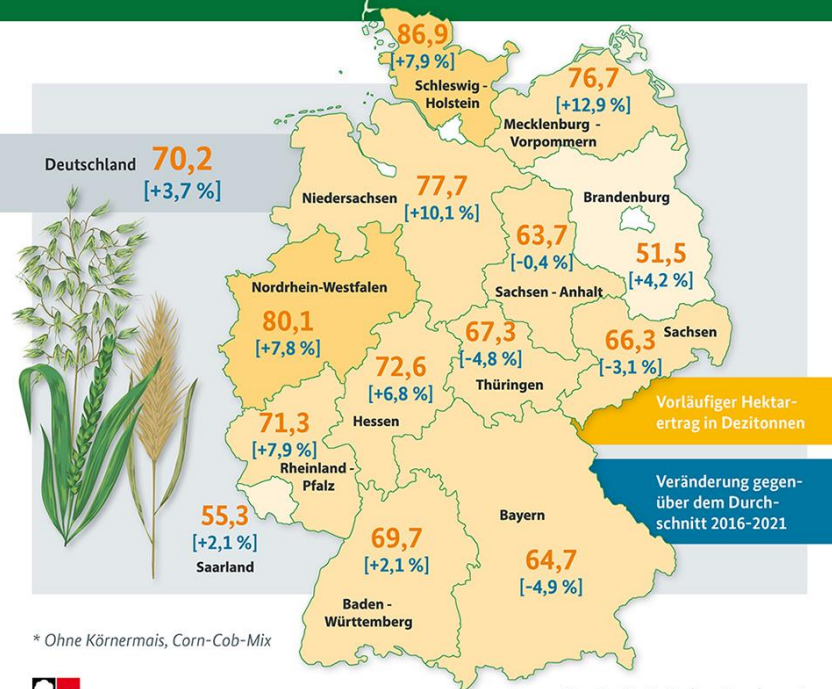 86,9
[+7,9 %]
Schleswig -
Holstein
76,7
[+12,9 %]
Mecklenburg -
Vorpommern
Deutschland 70,2
[+3,7 %]
Niedersachsen
77,7
[+10,1 %]
Brandenburg
51,5
[+4,2 %]
63,7
[-0,4 %]
Sachsen - Anhalt
Nordrhein-Westfalen
80,1
[+7,8 %]
67,3
[-4,8 %]
Thüringen
66,3
Sachsen
[-3,1 %]
72,6
[+6,8 %]
Hessen
71,3
[+7,9 %]
Rheinland -
Pfalz
Vorläufiger Hektar-
ertrag in Dezitonnen
Veränderung gegen-
über dem Durch-
schnitt 2016-2021
55,3
[+2,1 %]
Saarland
69,7
[+2,1 %]
Baden -
Württemberg
Bayern
64,7
[-4,9 %]
* Ohne Körnermais, Corn-Cob-Mix